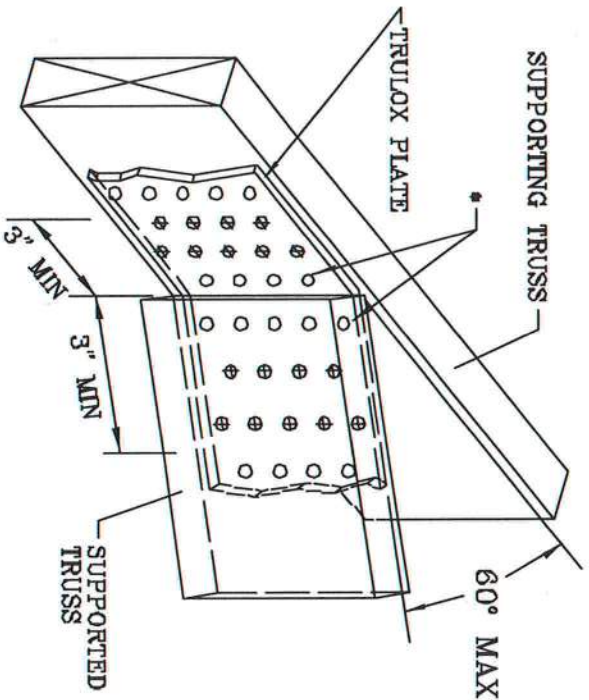 SUPPORTING TRUSS
*
TRULOX PLATE
3" MIN
3" MIN
60° MAX
SUPPORTED
TRUSS